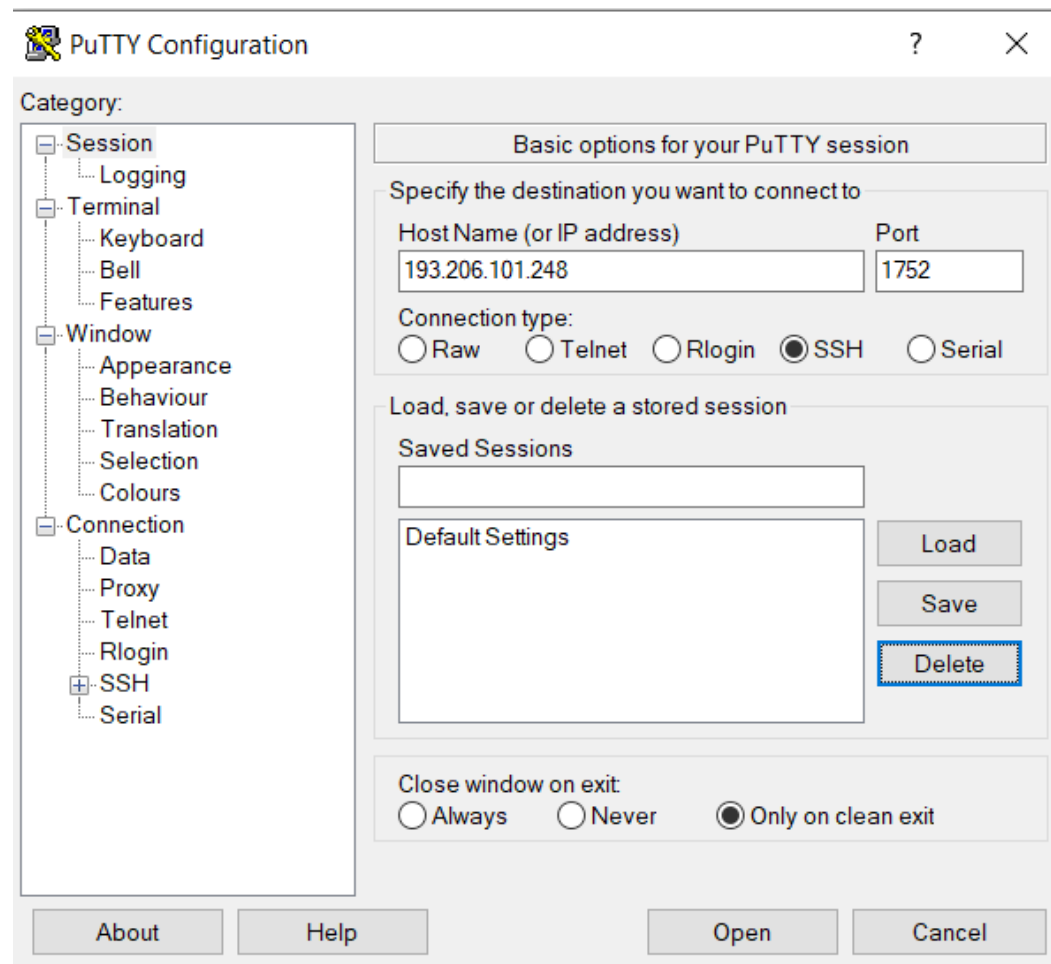 PuTTY Configuration
?
Category:
Session
Logging
Terminal
Keyboard
Bell
Features
Window
Appearance
Behaviour
Translation
Selection
Colours
Connection
Data
Proxy
Telnet
Rlogin
SSH
Serial
Basic options for your PuTTY session
Specify the destination you want to connect to
Host Name (or IP address) Port
193.206.101.248 1752
Connection type:
Raw Telnet Rlogin SSH Serial
Load, save or delete a stored session
Saved Sessions
Default Settings
Load
Save
Delete
Close window on exit:
Always Never Only on clean exit
About Help Open Cancel